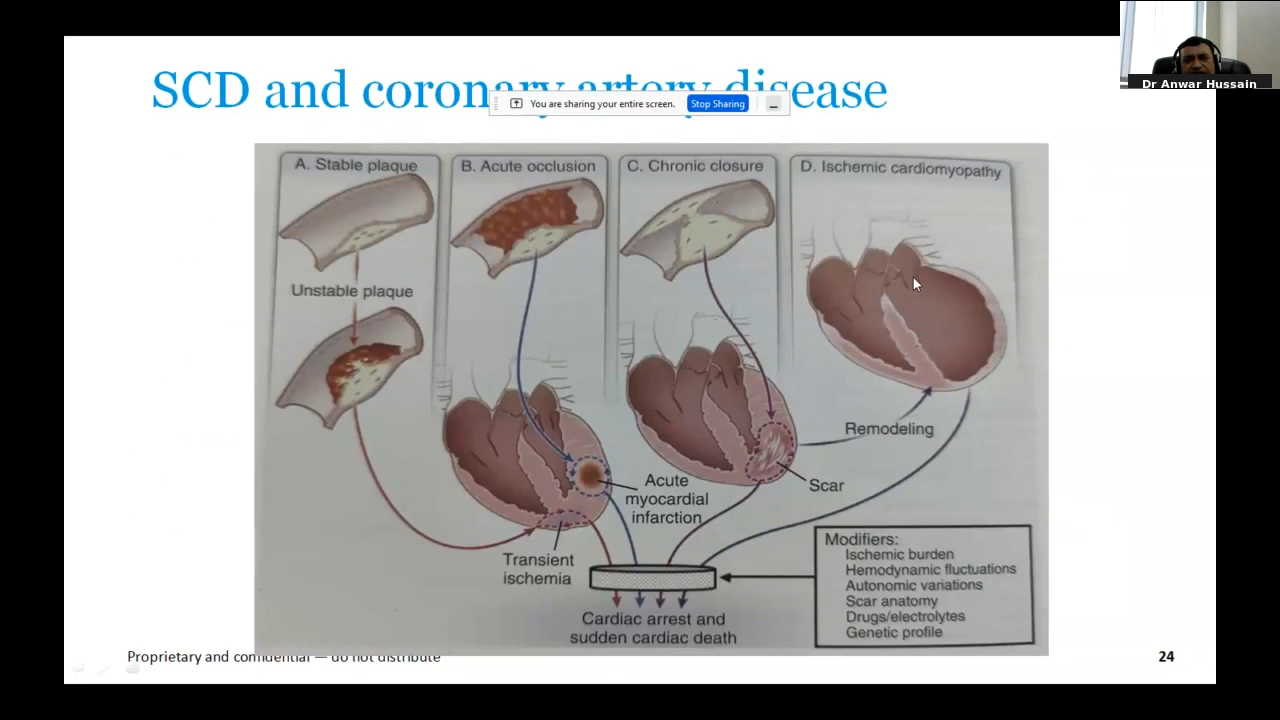 Dr Anwar Hussain
SCD and coronary artery disease
You are sharing your entire screen.
Stop Sharing
A. Stable plaque
B. Acute occlusion
C. Chronic closure
D. Ischemic cardiomyopathy
Unstable plaque
Remodeling
Acute
myocardial
infarction
Scar
Transient
ischemia
Cardiac arrest and
sudden cardiac death
Modifiers:
Ischemic burden
Hemodynamic fluctuations
Autonomic variations
Scar anatomy
Drugs/electrolytes
Genetic profile
Proprietary and confidential — do not distribute
24